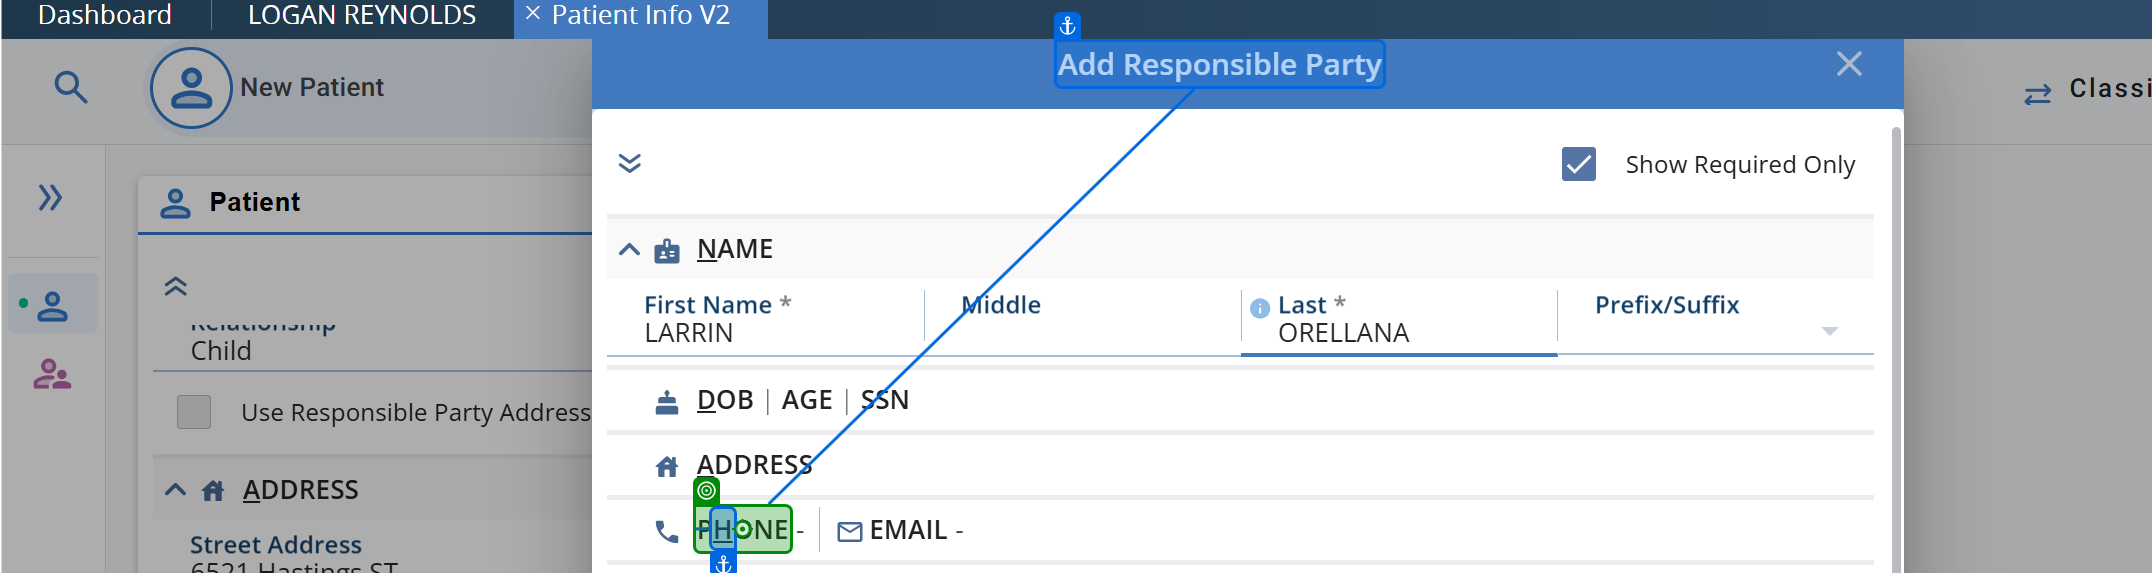 Dashboard
LOGAN REYNOLDS
Patient Info V2
Add Responsible Party
New Patient
Classi
Show Required Only
Patient
NAME
First Name *
Middle
Last *
Prefix/Suffix
LARRIN
ORELLANA
Relationship
Child
DOB | AGE | SSN
Use Responsible Party Address
ADDRESS
ADDRESS
PHONE -
EMAIL -
Street Address
6521 Hastings ST